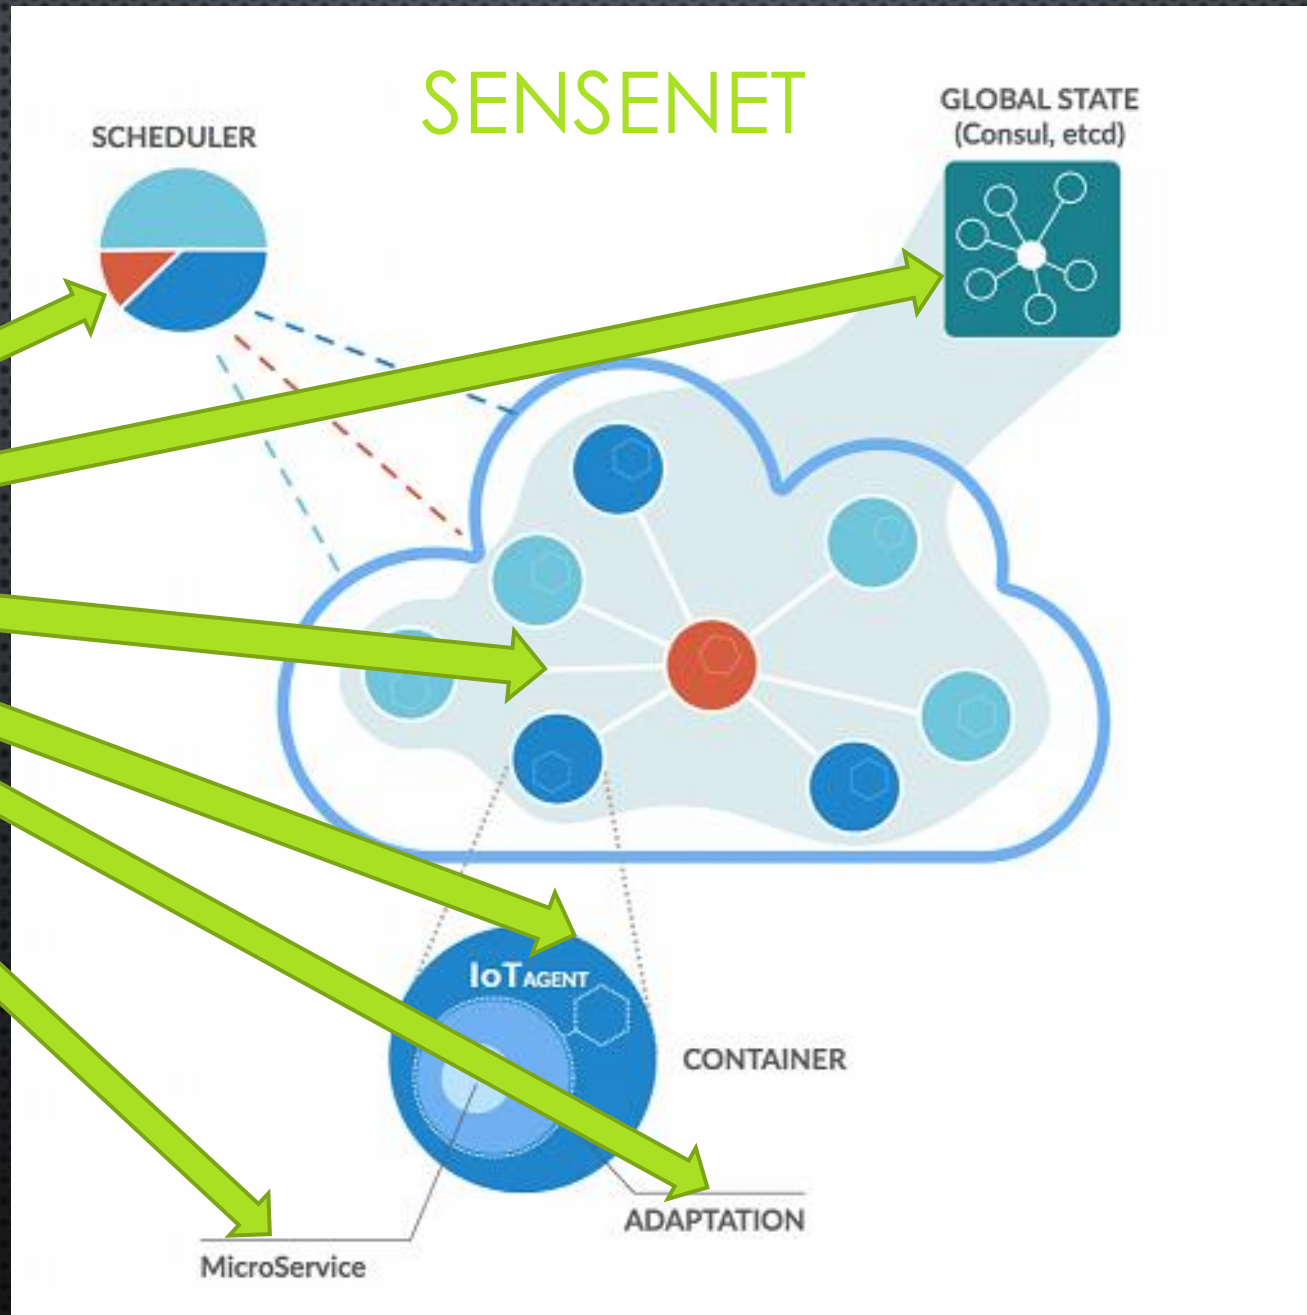 SENSENET
SCHEDULER
GLOBAL STATE
(Consul, etcd)
IoTAGENT
CONTAINER
ADAPTATION
MicroService